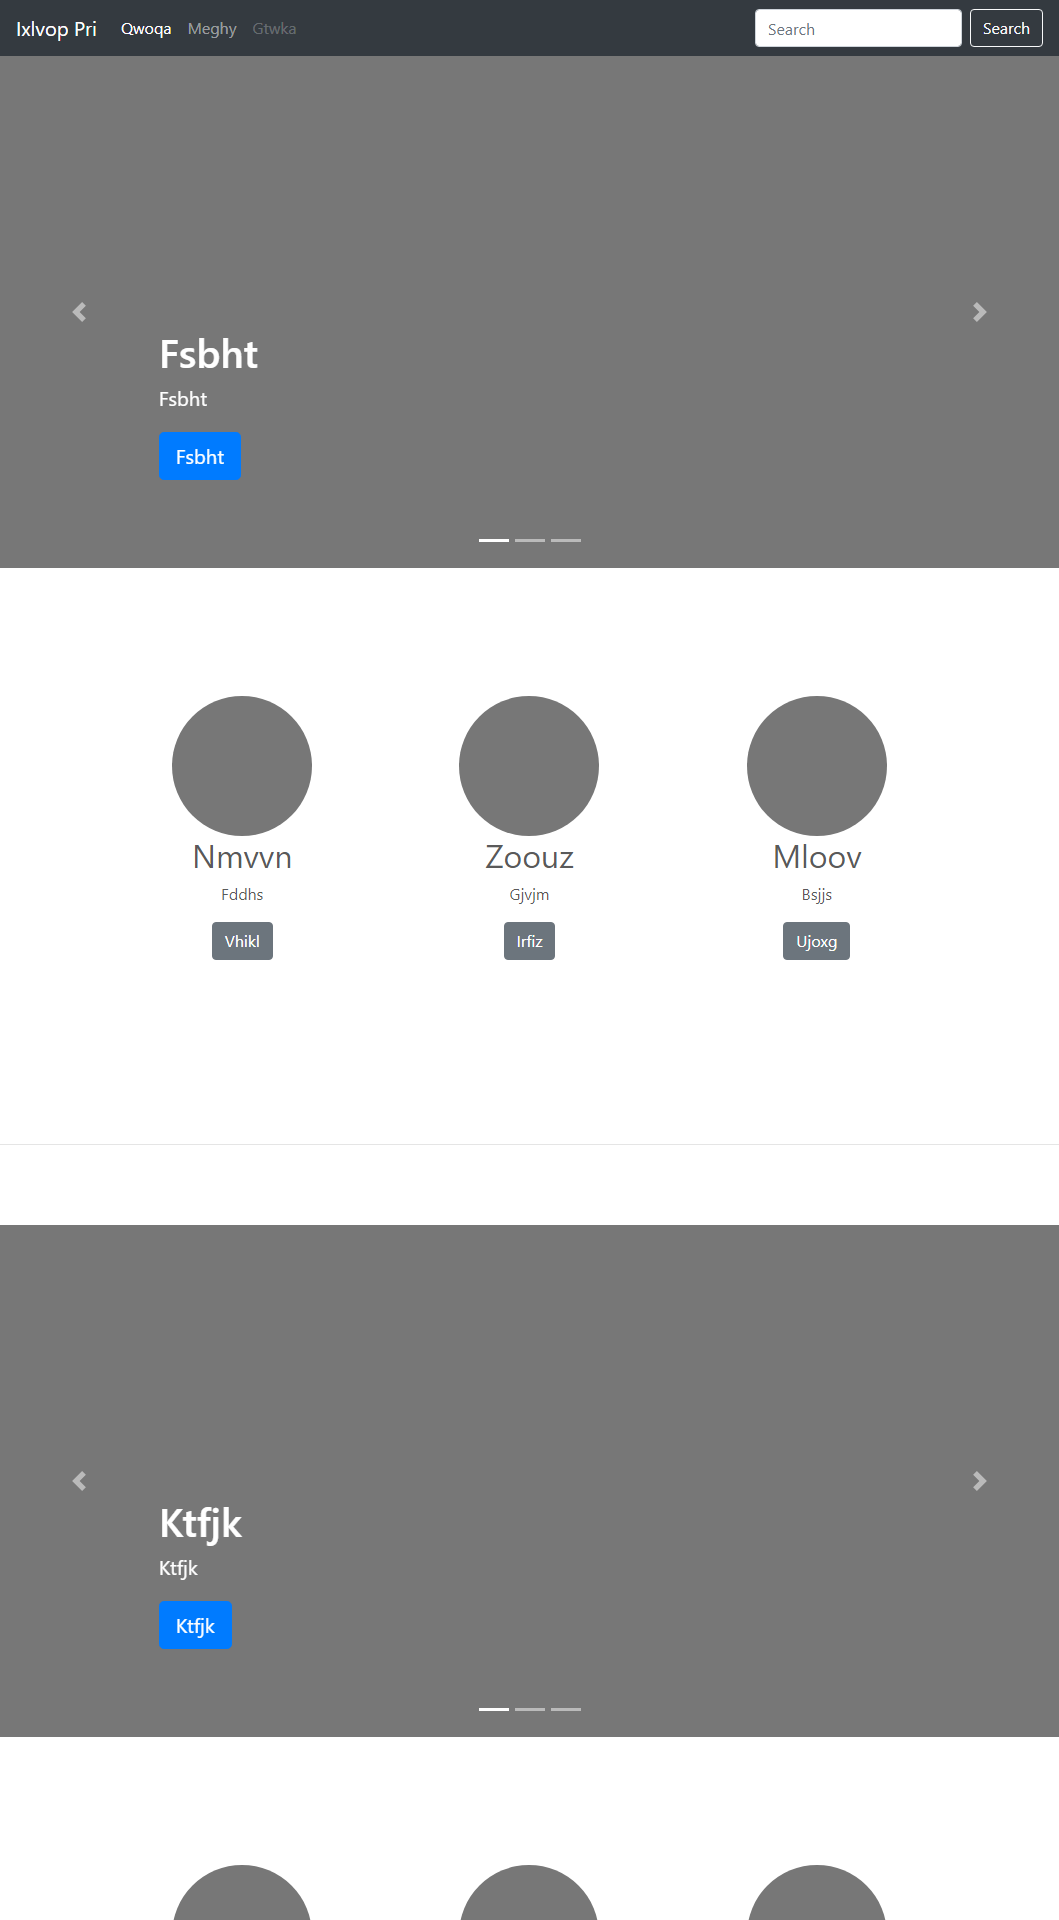 Ixlvop Pri Qwoqa Meghy Gtwka Search Search
Fsbht
Fsbht
Fsbht
Nmvvn Zoouz Mloov
Fddhs Gjvjm Bsjjs
Vhikl Irfiz Ujoxg
Ktfjk
Ktfjk
Ktfjk